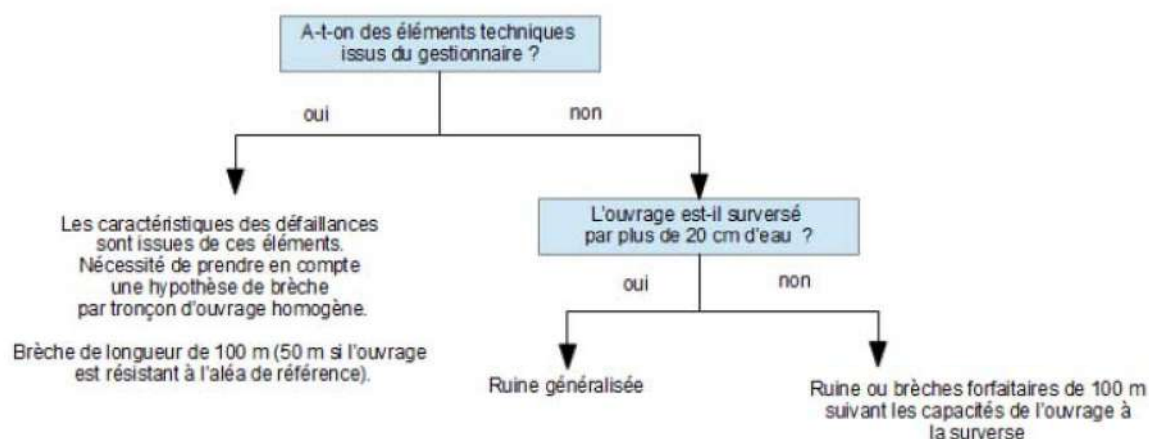 A-t-on des éléments techniques
issus du gestionnaire ?
oui
non
Les caractéristiques des défaillances
sont issues de ces éléments.
Nécessité de prendre en compte
une hypothèse de brèche
par tronçon d'ouvrage homogène.
Brèche de longueur de 100 m (50 m si l'ouvrage
est résistant à l'aléa de référence).
L'ouvrage est-il surversé
par plus de 20 cm d'eau ?
oui
non
Ruine généralisée
Ruine ou brèches forfaitaires de 100 m
suivant les capacités de l'ouvrage à
la surverse